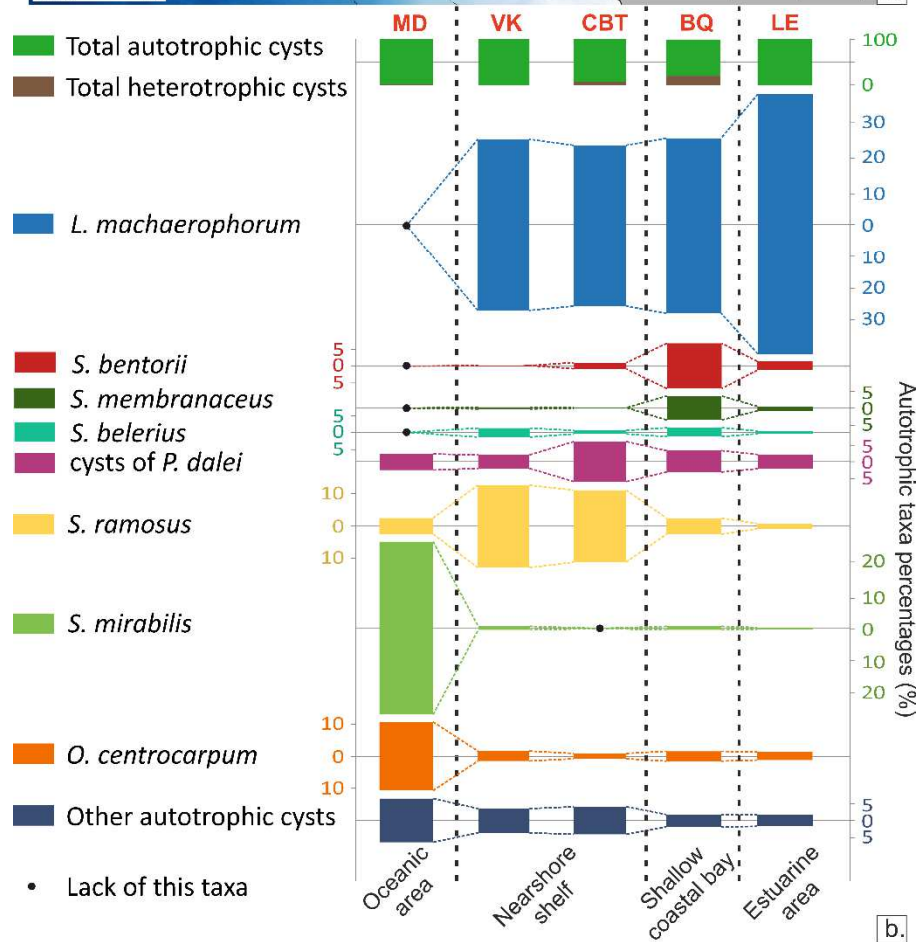 MD VK CBT BQ LE
Total autotrophic cysts
100
Total heterotrophic cysts
0
30
20
10
L. machaerophorum
0
10
20
30
S. bentorii
5
0
5
S. membranaceus
5
0
5
S. belerius
5
0
5
cysts of P. dalei
5
0
5
S. ramosus
10
0
10
S. mirabilis
20
10
0
10
20
O. centrocarpum
10
0
10
Other autotrophic cysts
5
0
5
Autotrophic taxa percentages (%)
• Lack of this taxa
Oceanic
area
Nearshore
shelf
Shallow
coastal bay
Estuarine
area
b.